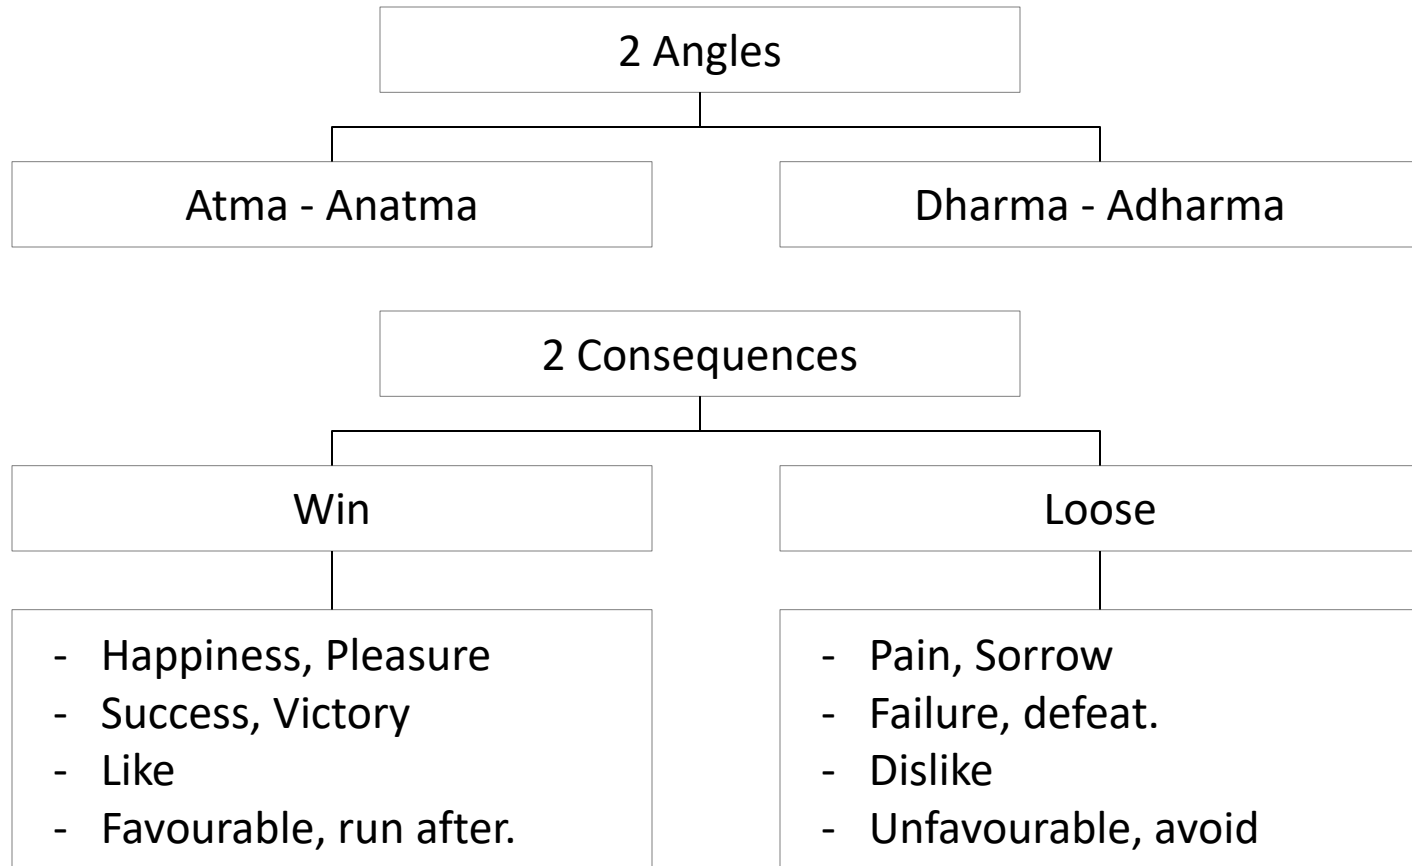 2 Angles
Atma - Anatma
Dharma - Adharma
2 Consequences
Win
Loose
- Happiness, Pleasure
- Success, Victory
- Like
- Favourable, run after.
- Pain, Sorrow
- Failure, defeat.
- Dislike
- Unfavourable, avoid